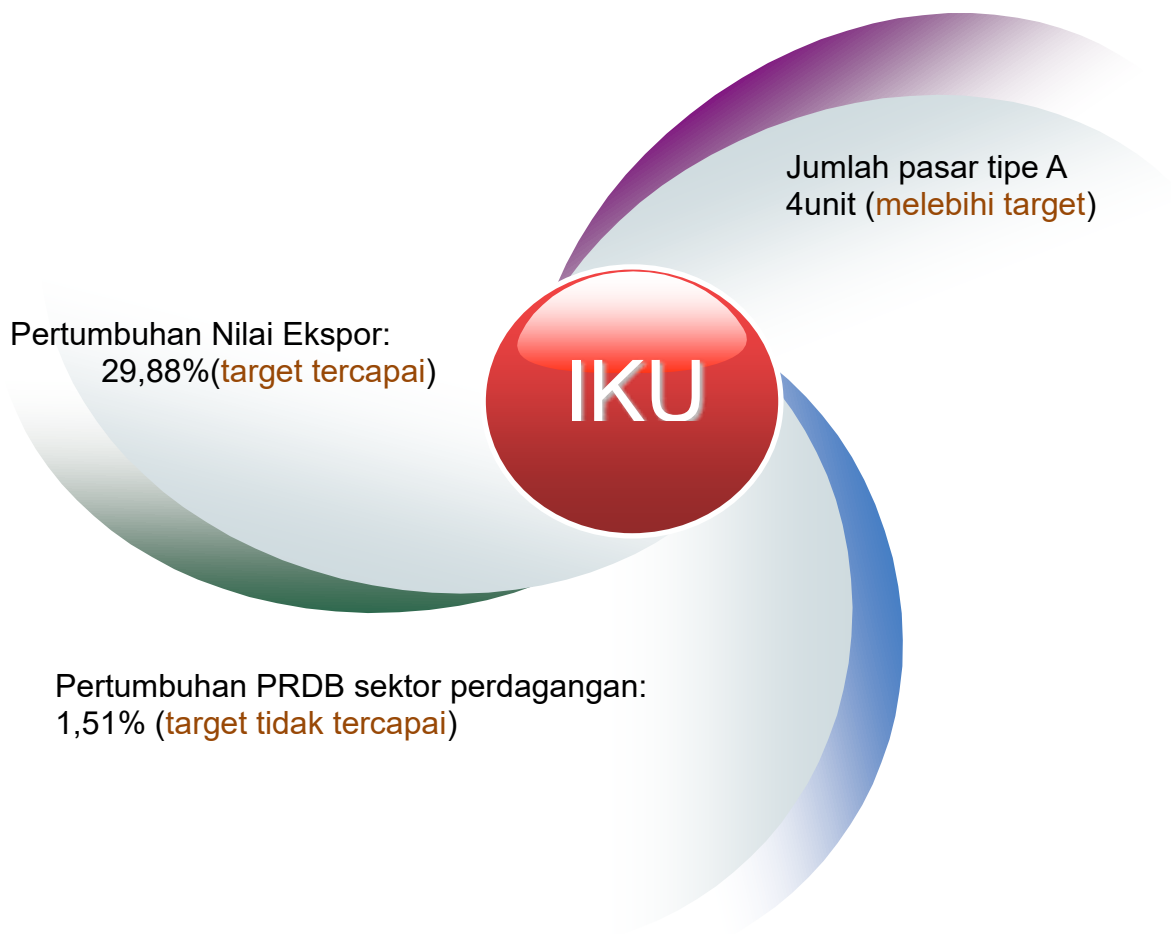 Jumlah pasar tipe A
4unit (melebihi target)
Pertumbuhan Nilai Ekspor:
29,88%(target tercapai)
IKU
Pertumbuhan PRDB sektor perdagangan:
1,51% (target tidak tercapai)